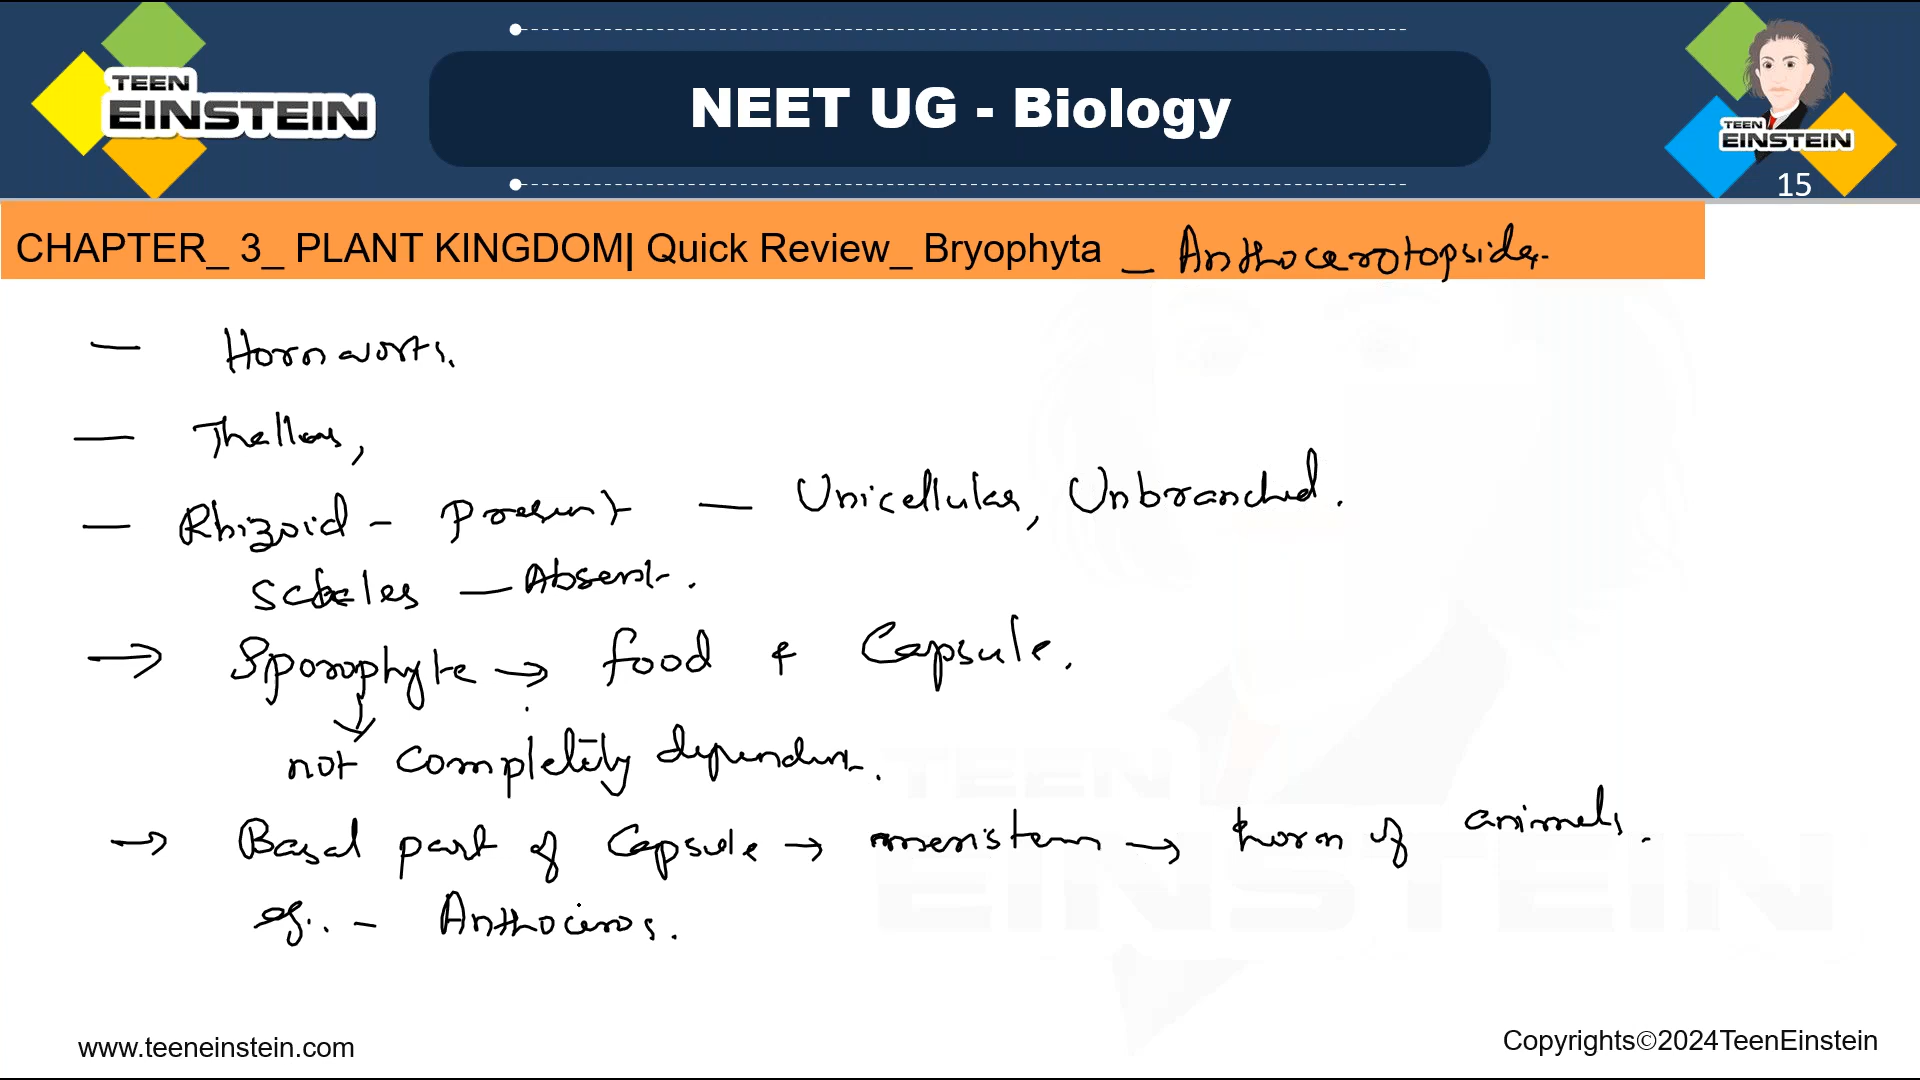 TEEN
EINSTEIN
NEET UG - Biology
TEEN
EINSTEIN
15
CHAPTER_ 3_ PLANT KINGDOM| Quick Review_ Bryophyta _ Anthocerotopsida.
— Hornworts.
— Thallus,
— Rhizoid - Present — Unicellular, Unbranched.
Scales — Absent.
→ Sporophyte → food & Capsule.
↓
not completely dependent.
→ Basal part of Capsule → meristem → horn of animals.
eg. - Anthoceros.
TEEN
EINSTEIN
www.teeneinstein.com
Copyrights©2024TeenEinstein